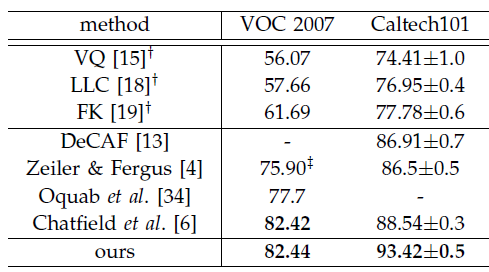 method VOC 2007 Caltech101
VQ [15]† 56.07 74.41±1.0
LLC [18]† 57.66 76.95±0.4
FK [19]† 61.69 77.78±0.6
DeCAF [13] - 86.91±0.7
Zeiler & Fergus [4] 75.90‡ 86.5±0.5
Oquab et al. [34] 77.7 -
Chatfield et al. [6] 82.42 88.54±0.3
ours 82.44 93.42±0.5